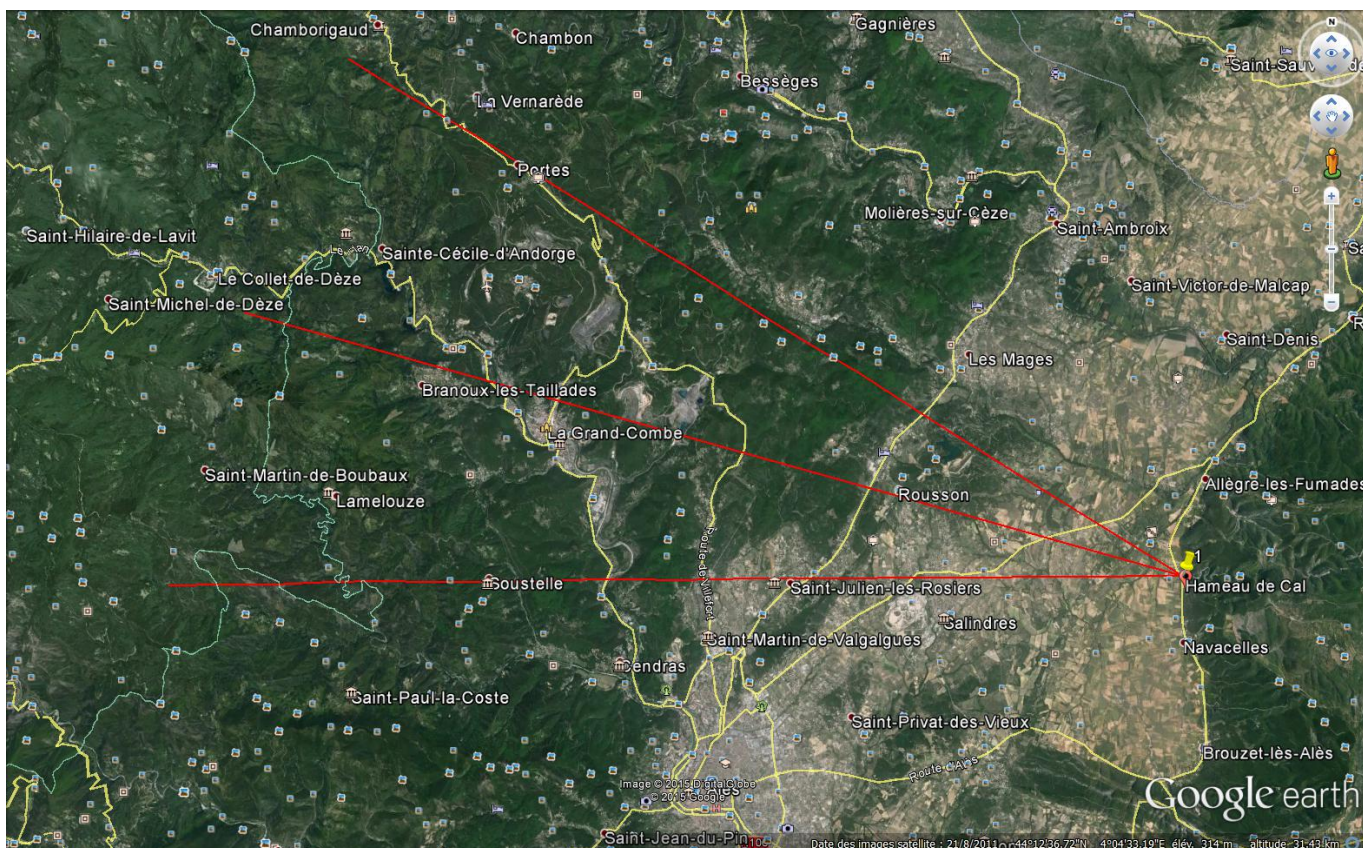 Chamborigaud
Chambon
Gagnières
N
Bessèges
La Vernarède
Portes
Molières-sur-Cèze
Saint-Ambroix
Saint-Hilaire-de-Lavit
Sainte-Cécile-d'Andorge
Le Collet-de-Dèze
Saint-Michel-de-Dèze
Saint-Victor-de-Malcap
Saint-Denis
Les Mages
Branoux-les-Taillades
La Grand-Combe
Saint-Martin-de-Boubaux
Lamelouze
Rousson
Allègre-les-Fumades
Route de Villefort
1
Hameau de Cal
Soustelle
Saint-Julien-les-Rosiers
Salindres
Saint-Martin-de-Valgalgues
Navacelles
Cendras
Saint-Paul-la-Coste
Saint-Privat-des-Vieux
Brouzet-lès-Alès
Route d'Alès
Image © 2015 DigitalGlobe
© 2015 Google
Alès
Google earth
Saint-Jean-du-Pin
Date des images satellite : 21/8/2011 44°12'36.72"N 4°04'33.19"E élév. 314 m altitude 31.43 km